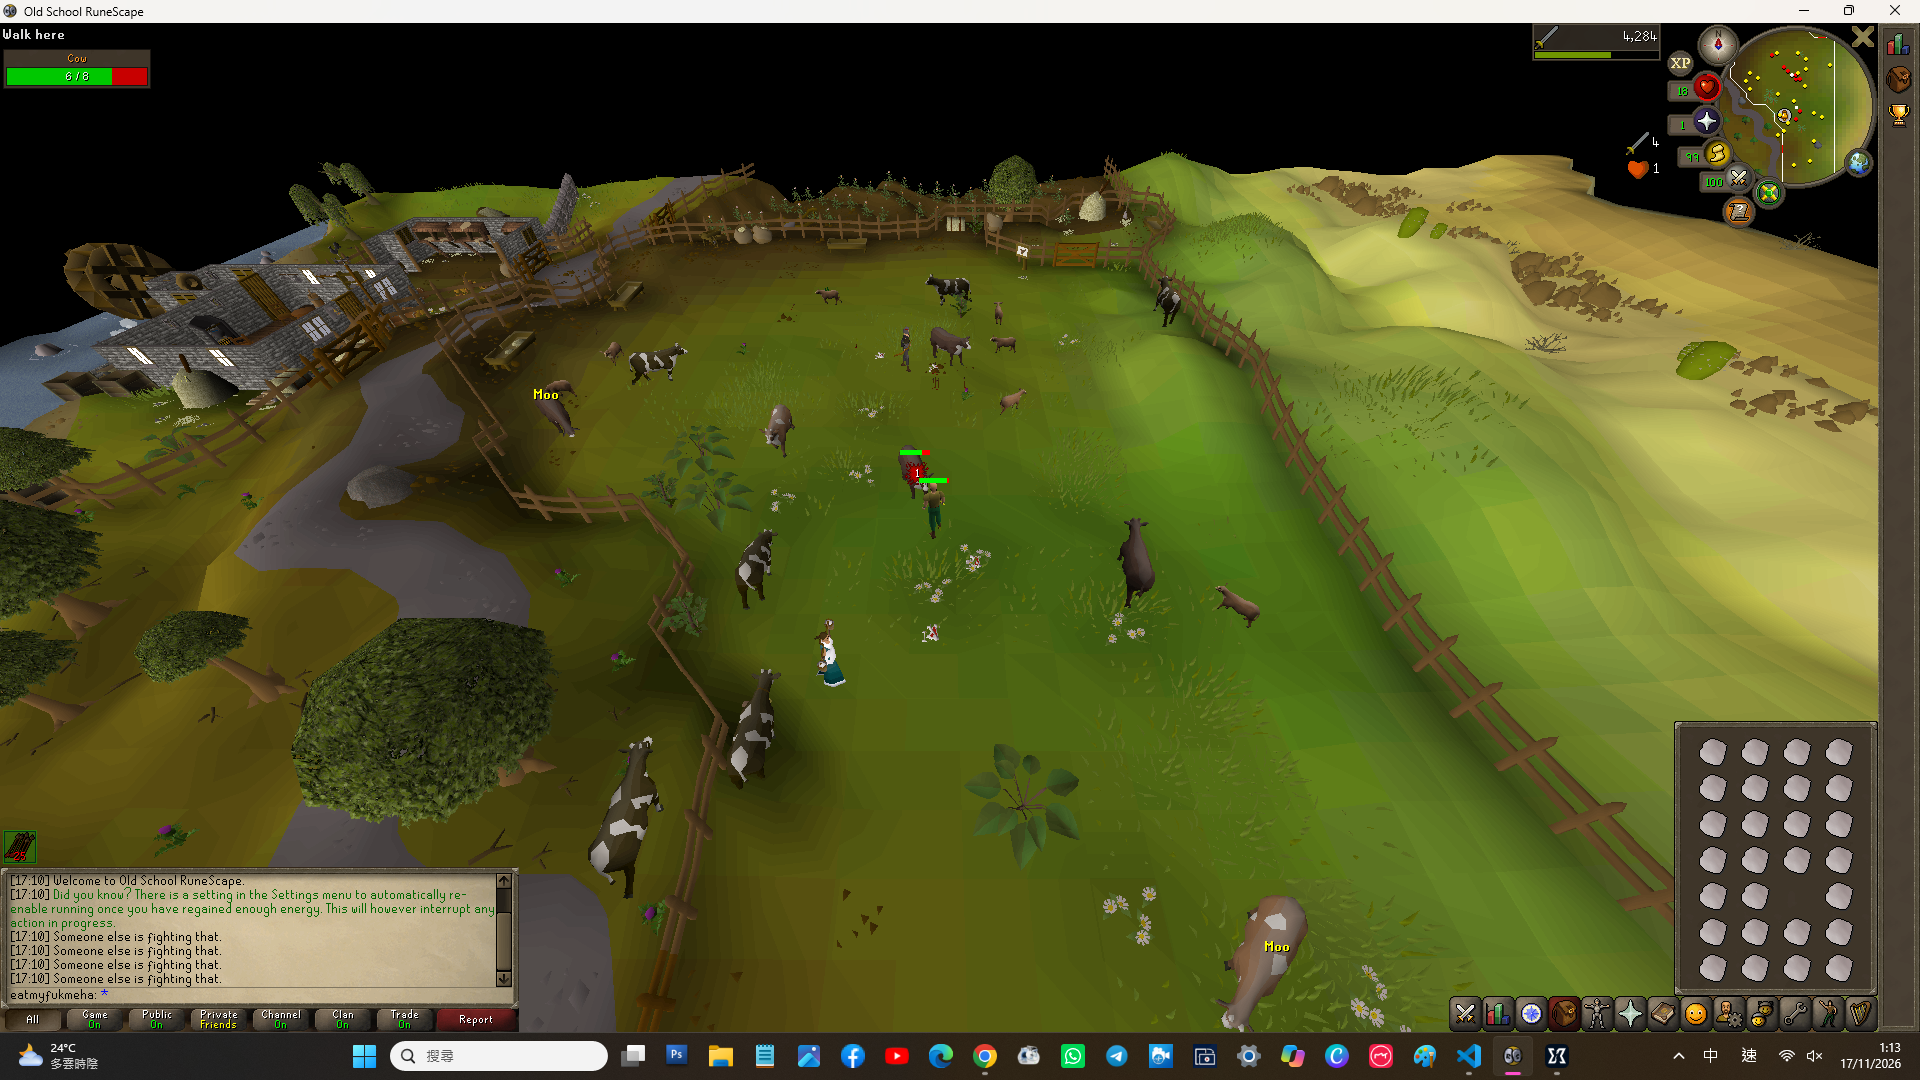 Old School RuneScape
Walk here
Cow
6 / 8
4,284
XP
N
18
1
99
100
4
1
Moo
1
1
Moo
23
[17:10] Welcome to Old School RuneScape.
[17:10] Did you know? There is a setting in the Settings menu to automatically re-
enable running once you have regained enough energy. This will however interrupt any
action in progress.
[17:10] Someone else is fighting that.
[17:10] Someone else is fighting that.
[17:10] Someone else is fighting that.
[17:10] Someone else is fighting that.
eatmyfukmeha: *
All
Game
On
Public
On
Private
Friends
Channel
On
Clan
On
Trade
On
Report
24°C
多雲時陰
搜尋
Ps
中
速
1:13
17/11/2026